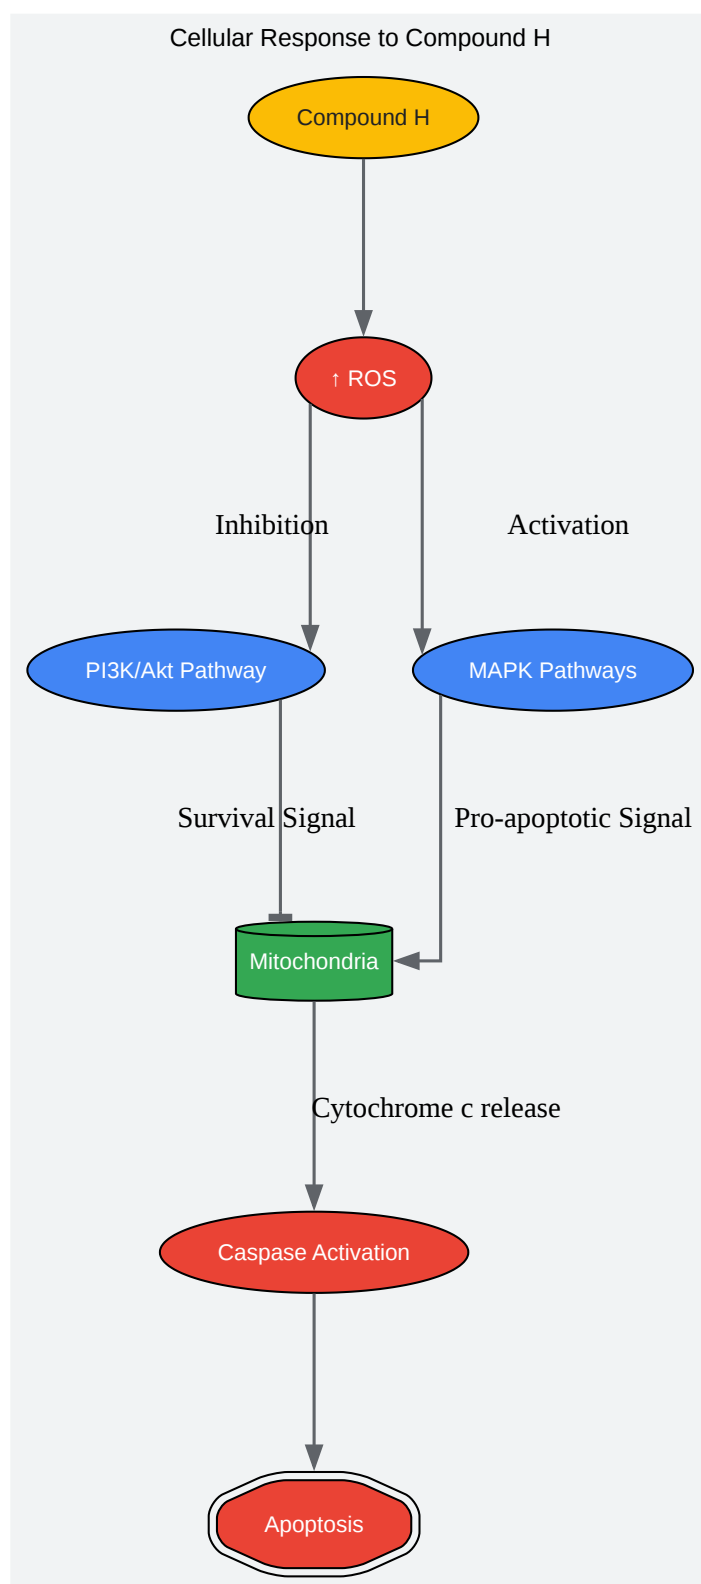 Cellular Response to Compound H
Compound H
↑ ROS
Inhibition
Activation
PI3K/Akt Pathway
MAPK Pathways
Survival Signal
Pro-apoptotic Signal
Mitochondria
Cytochrome c release
Caspase Activation
Apoptosis